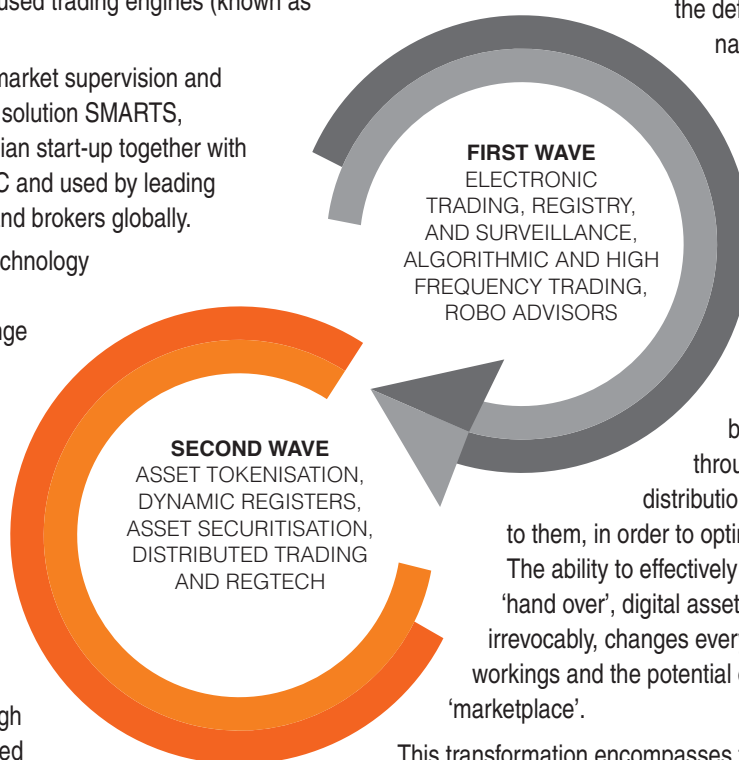 used trading engines (known as
market supervision and
solution SMARTS,
ian start-up together with
C and used by leading
nd brokers globally.
chnology
nge
gh
ed
the def
na
FIRST WAVE
ELECTRONIC
TRADING, REGISTRY,
AND SURVEILLANCE,
ALGORITHMIC AND HIGH
FREQUENCY TRADING,
ROBO ADVISORS
SECOND WAVE
ASSET TOKENISATION,
DYNAMIC REGISTERS,
ASSET SECURITISATION,
DISTRIBUTED TRADING
AND REGTECH
b
throu
distributio
to them, in order to optim
The ability to effectively
‘hand over’, digital asset
irrevocably, changes ever
workings and the potential
‘marketplace’.
This transformation encompasses